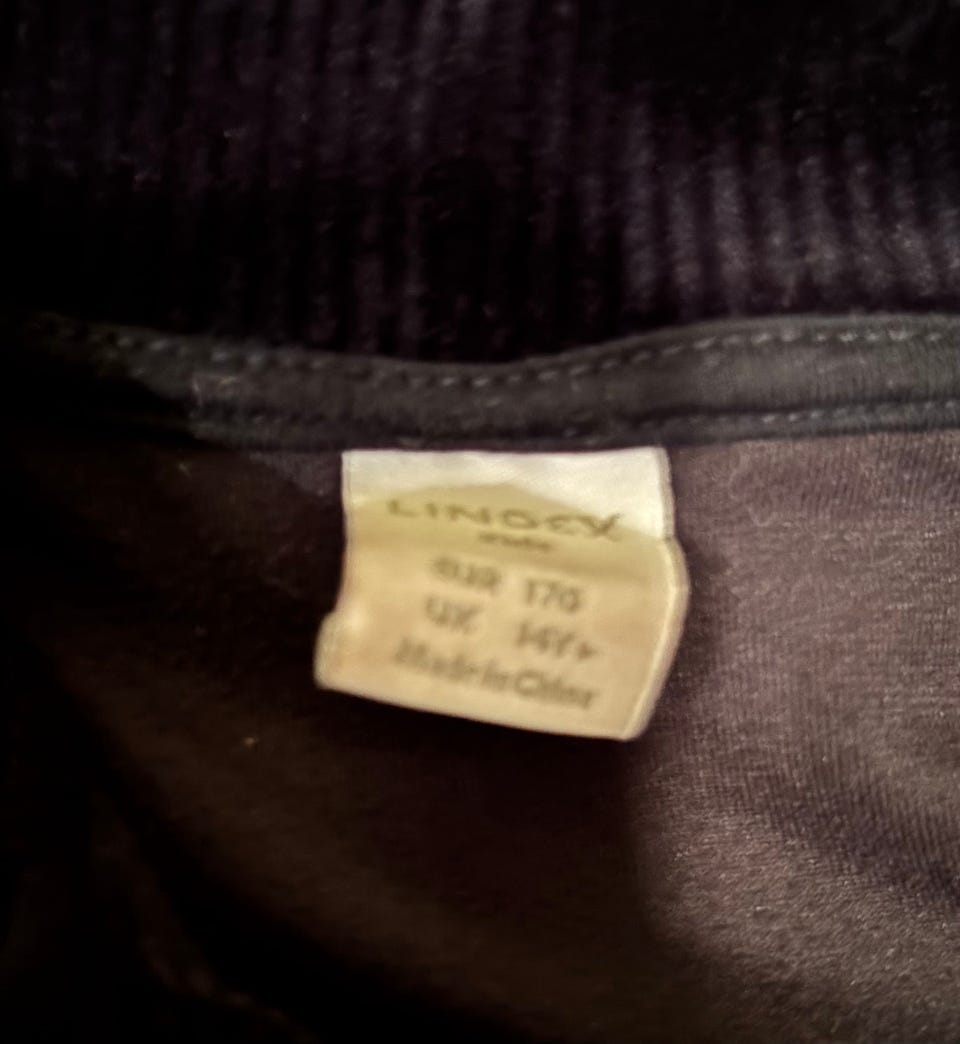 LINDEX
EUR 170
UK 14Y+
Made in China